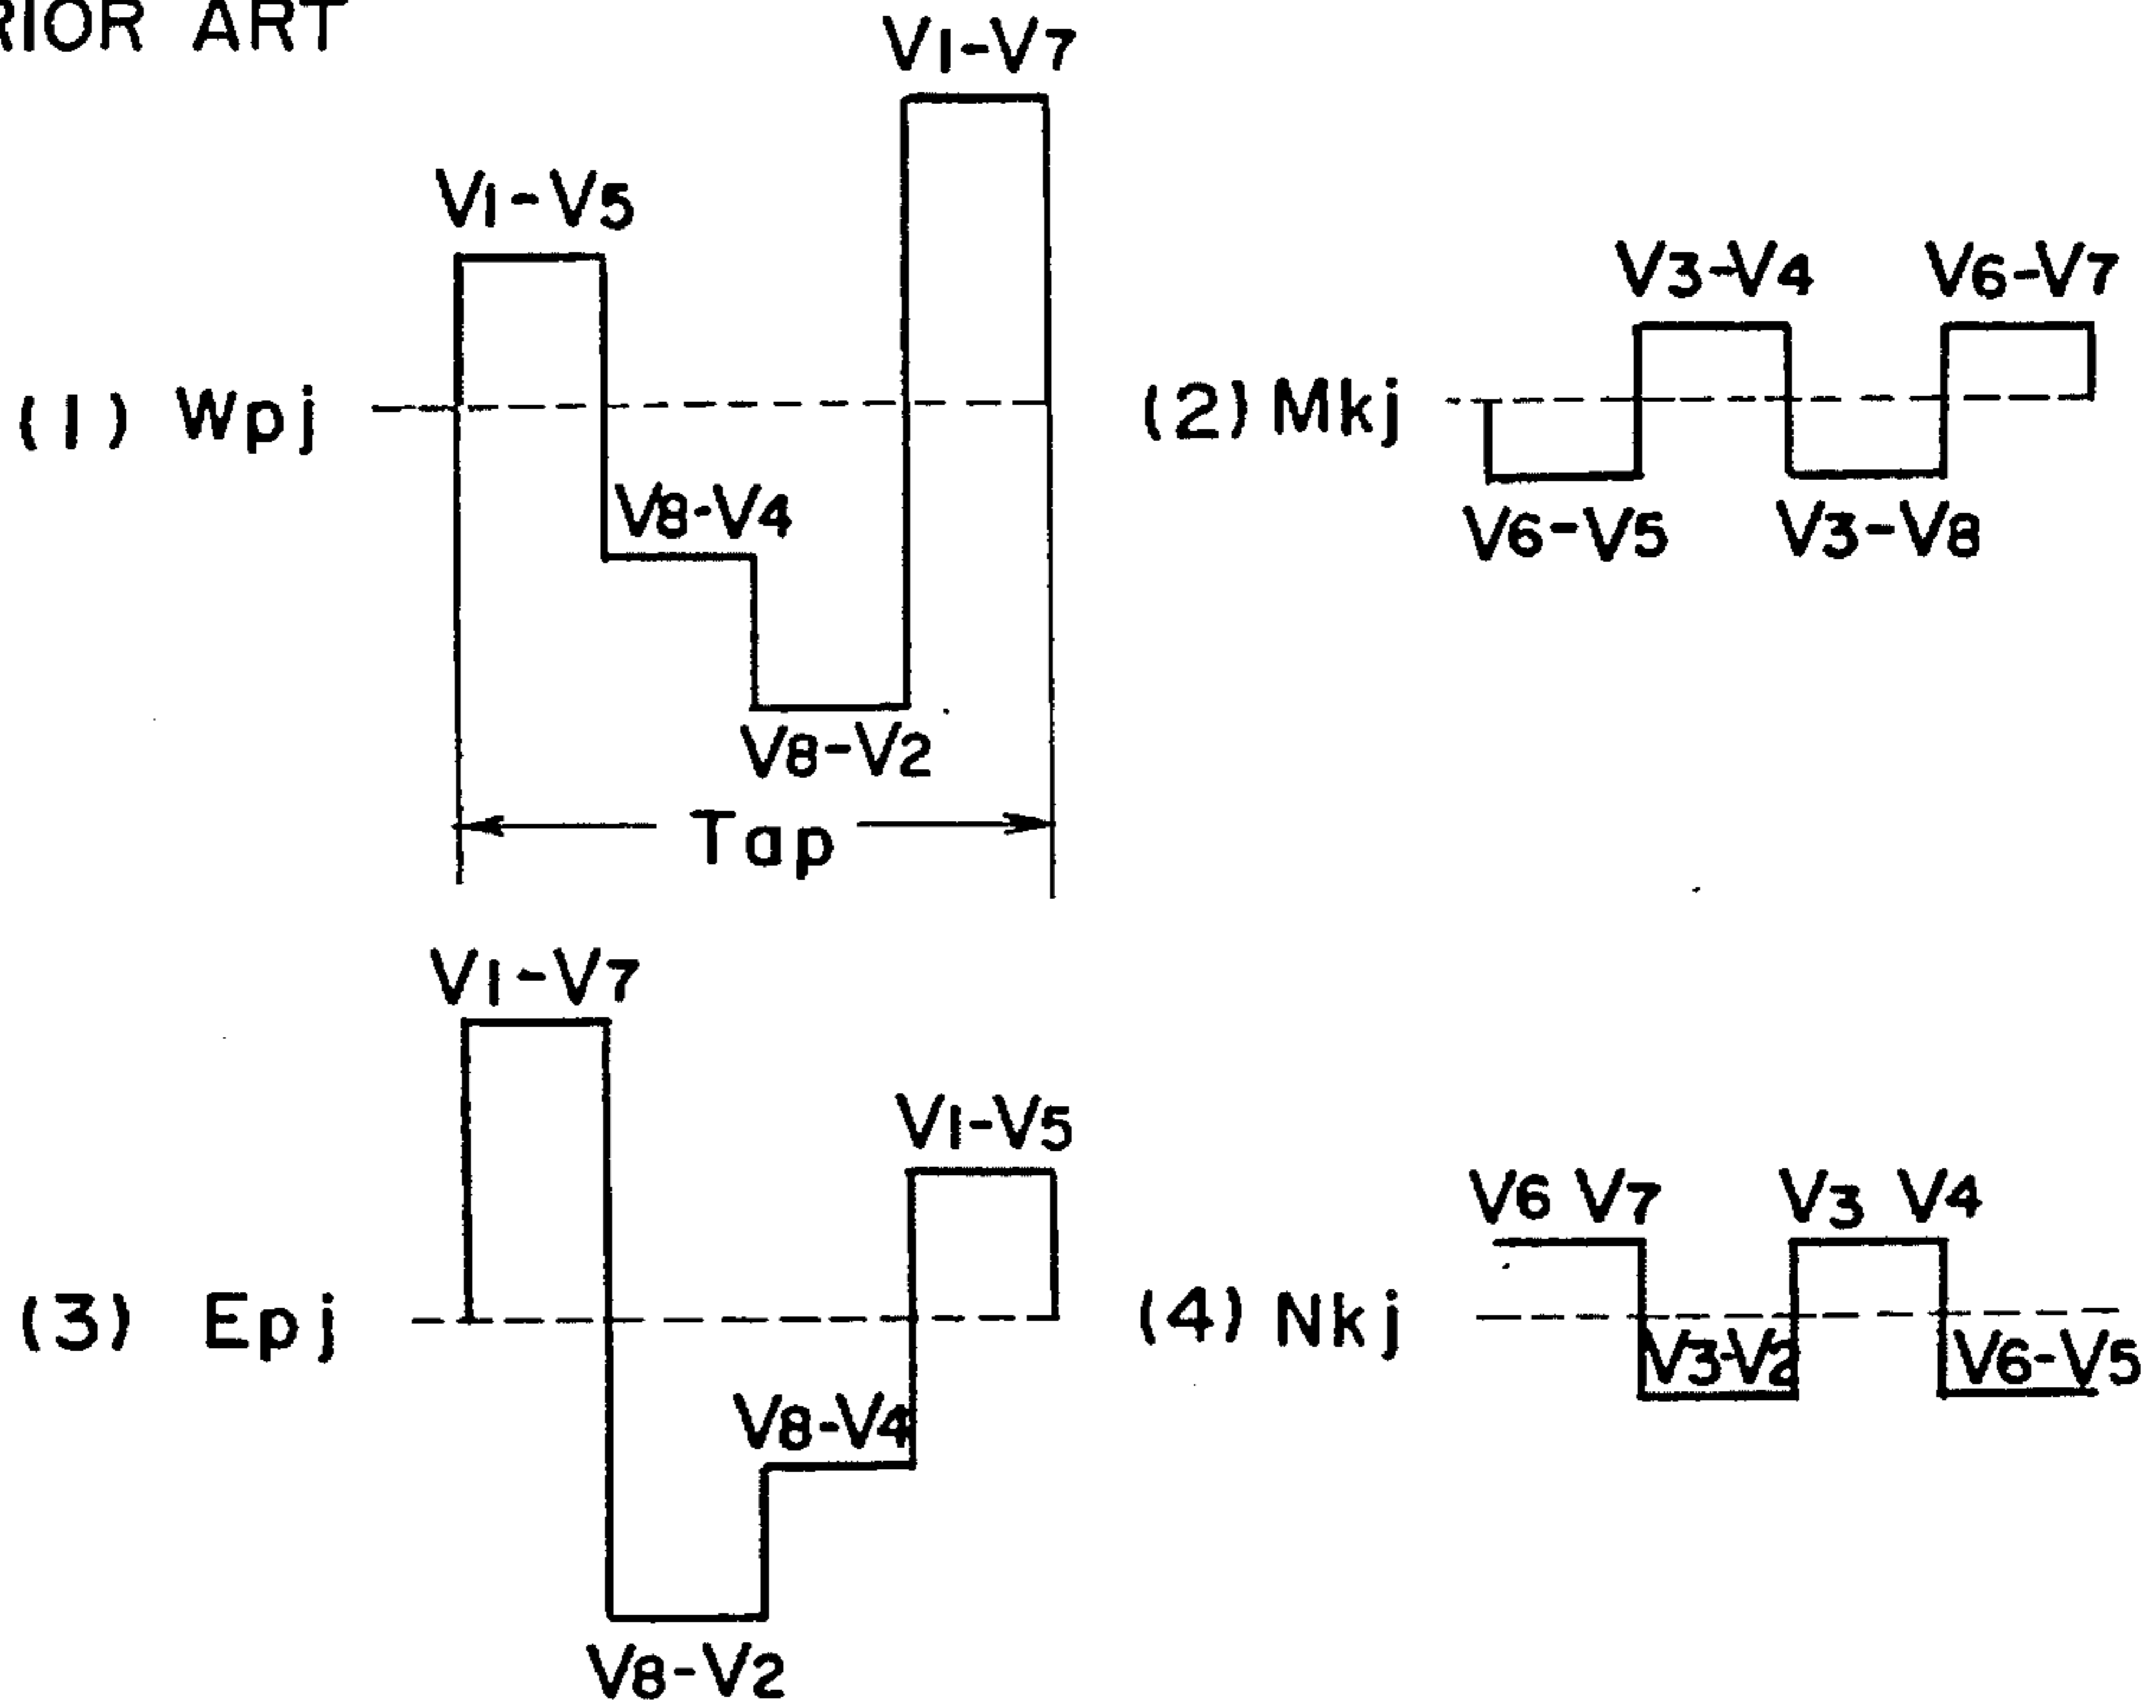 RIOR ART
V1-V7
V1-V5
(1) Wpj
V8-V4
V8-V2
Tap
V3-V4
V6-V7
(2) Mkj
V6-V5
V3-V8
V1-V7
V1-V5
(3) Epj
V8-V4
V8-V2
V6 V7
V3 V4
(4) Nkj
V3-V2
V6-V5